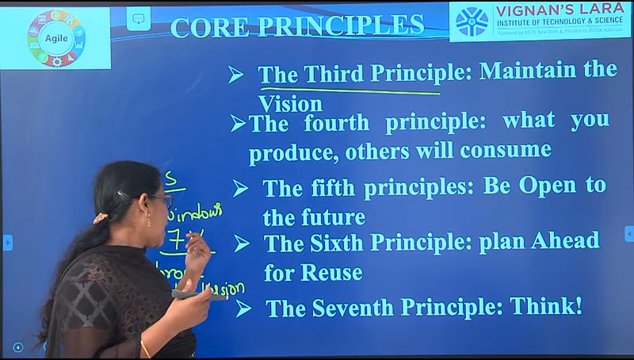 Agile
CORE PRINCIPLES
VIGNAN'S LARA
INSTITUTE OF TECHNOLOGY & SCIENCE
➢ The Third Principle: Maintain the
Vision
➢ The fourth principle: what you
produce, others will consume
➢ The fifth principles: Be Open to
the future
➢ The Sixth Principle: plan Ahead
for Reuse
➢ The Seventh Principle: Think!
S
7